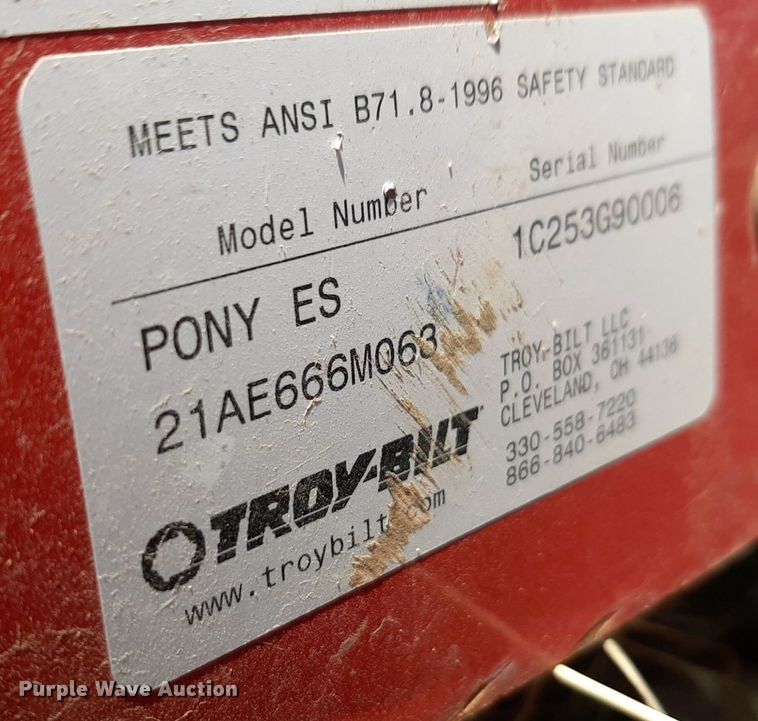 MEETS ANSI B71.8-1996 SAFETY STANDARD
Model Number Serial Number
PONY ES 1C253G90006
21AE666M063
TROY-BILT LLC
P.O. BOX 361131
CLEVELAND, OH 44136
330-558-7220
866-840-6483
TROY-BILT
www.troybilt.com
Purple Wave Auction